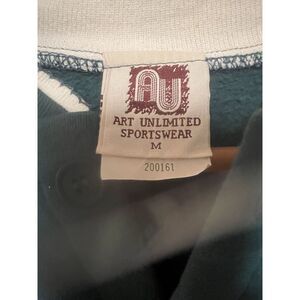 AU
ART UNLIMITED
SPORTSWEAR
M
200161